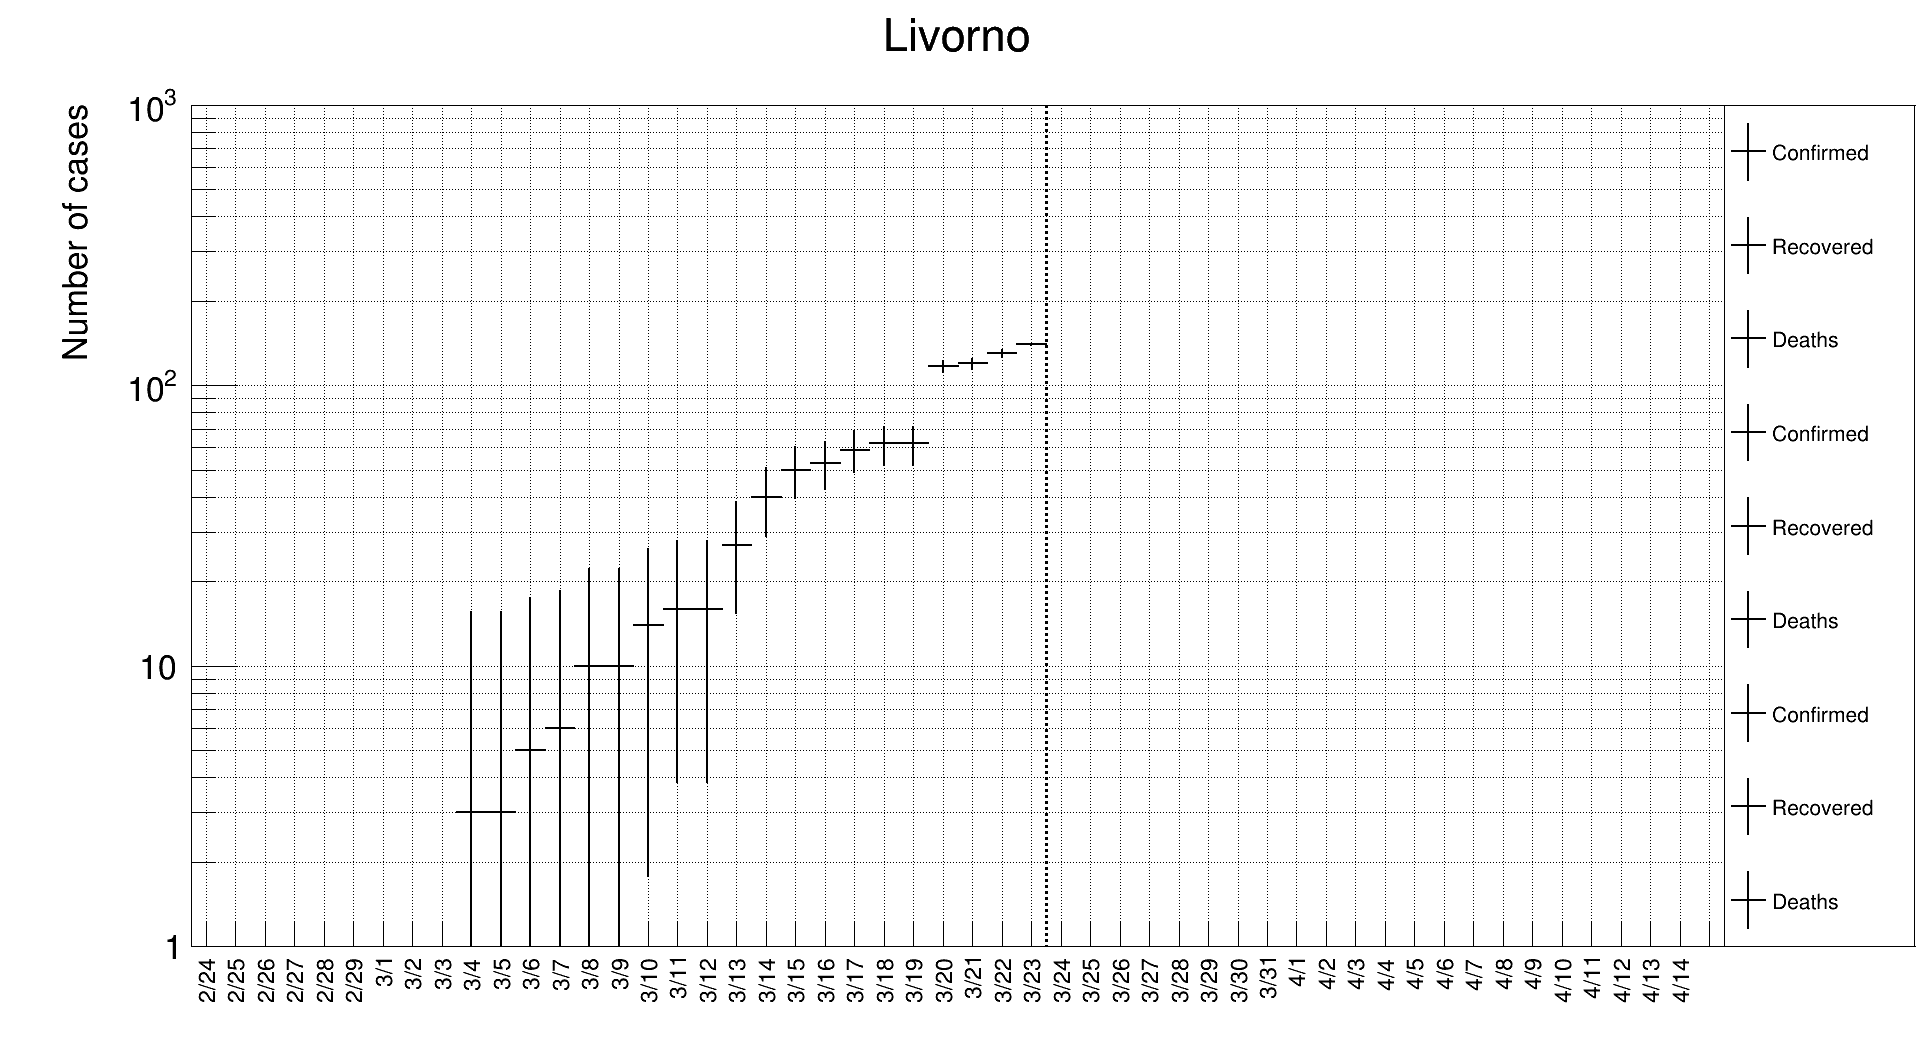 Livorno
Number of cases
10³
10²
10
1
2/24 2/25 2/26 2/27 2/28 2/29 3/1 3/2 3/3 3/4 3/5 3/6 3/7 3/8 3/9 3/10 3/11 3/12 3/13 3/14 3/15 3/16 3/17 3/18 3/19 3/20 3/21 3/22 3/23 3/24 3/25 3/26 3/27 3/28 3/29 3/30 3/31 4/1 4/2 4/3 4/4 4/5 4/6 4/7 4/8 4/9 4/10 4/11 4/12 4/13 4/14
Confirmed
Recovered
Deaths
Confirmed
Recovered
Deaths
Confirmed
Recovered
Deaths